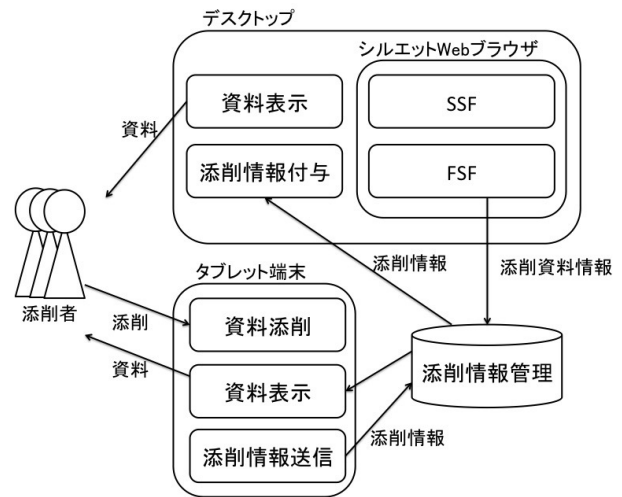 デスクトップ
シルエットWebブラウザ
資料表示
SSF
資料
添削情報付与
FSF
添削情報
添削資料情報
タブレット端末
添削者
添削
資料添削
資料
資料表示
添削情報管理
添削情報送信
添削情報